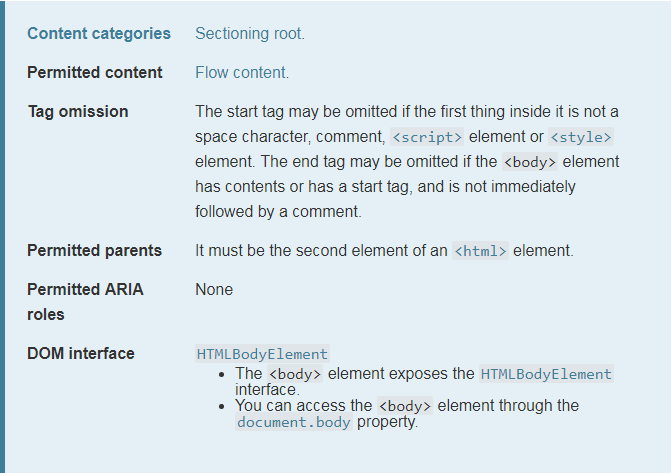 Content categories Sectioning root.
Permitted content Flow content.
Tag omission The start tag may be omitted if the first thing inside it is not a
space character, comment, <script> element or <style>
element. The end tag may be omitted if the <body> element
has contents or has a start tag, and is not immediately
followed by a comment.
Permitted parents It must be the second element of an <html> element.
Permitted ARIA None
roles
DOM interface HTMLBodyElement
• The <body> element exposes the HTMLBodyElement
interface.
• You can access the <body> element through the
document.body property.